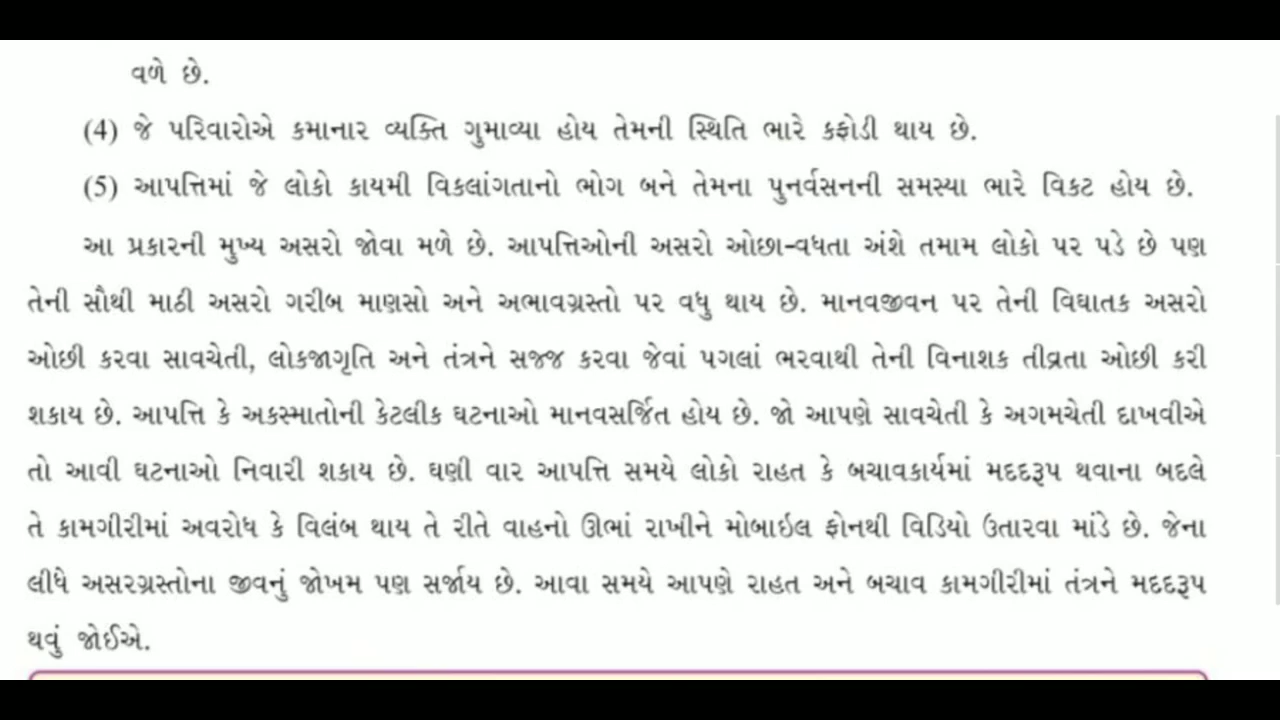 વળે છે.
(4) જે પરિવારોએ કમાનાર વ્યક્તિ ગુમાવ્યા હોય તેમની સ્થિતિ ભારે કફોડી થાય છે.
(5) આપત્તિમાં જે લોકો કાયમી વિકલાંગતાનો ભોગ બને તેમના પુનર્વસનની સમસ્યા ભારે વિકટ હોય છે.
આ પ્રકારની મુખ્ય અસરો જોવા મળે છે. આપત્તિઓની અસરો ઓછા-વધતા અંશે તમામ લોકો પર પડે છે પણ
તેની સૌથી માઠી અસરો ગરીબ માણસો અને અભાવગ્રસ્તો પર વધુ થાય છે. માનવજીવન પર તેની વિઘાતક અસરો
ઓછી કરવા સાવચેતી, લોકજાગૃતિ અને તંત્રને સજ્જ કરવા જેવાં પગલાં ભરવાથી તેની વિનાશક તીવ્રતા ઓછી કરી
શકાય છે. આપત્તિ કે અકસ્માતોની કેટલીક ઘટનાઓ માનવસર્જિત હોય છે. જો આપણે સાવચેતી કે અગમચેતી દાખવીએ
તો આવી ઘટનાઓ નિવારી શકાય છે. ઘણી વાર આપત્તિ સમયે લોકો રાહત કે બચાવકાર્યમાં મદદરૂપ થવાના બદલે
તે કામગીરીમાં અવરોધ કે વિલંબ થાય તે રીતે વાહનો ઊભાં રાખીને મોબાઇલ ફોનથી વિડિયો ઉતારવા માંડે છે. જેના
લીધે અસરગ્રસ્તોના જીવનું જોખમ પણ સર્જાય છે. આવા સમયે આપણે રાહત અને બચાવ કામગીરીમાં તંત્રને મદદરૂપ
થવું જોઈએ.